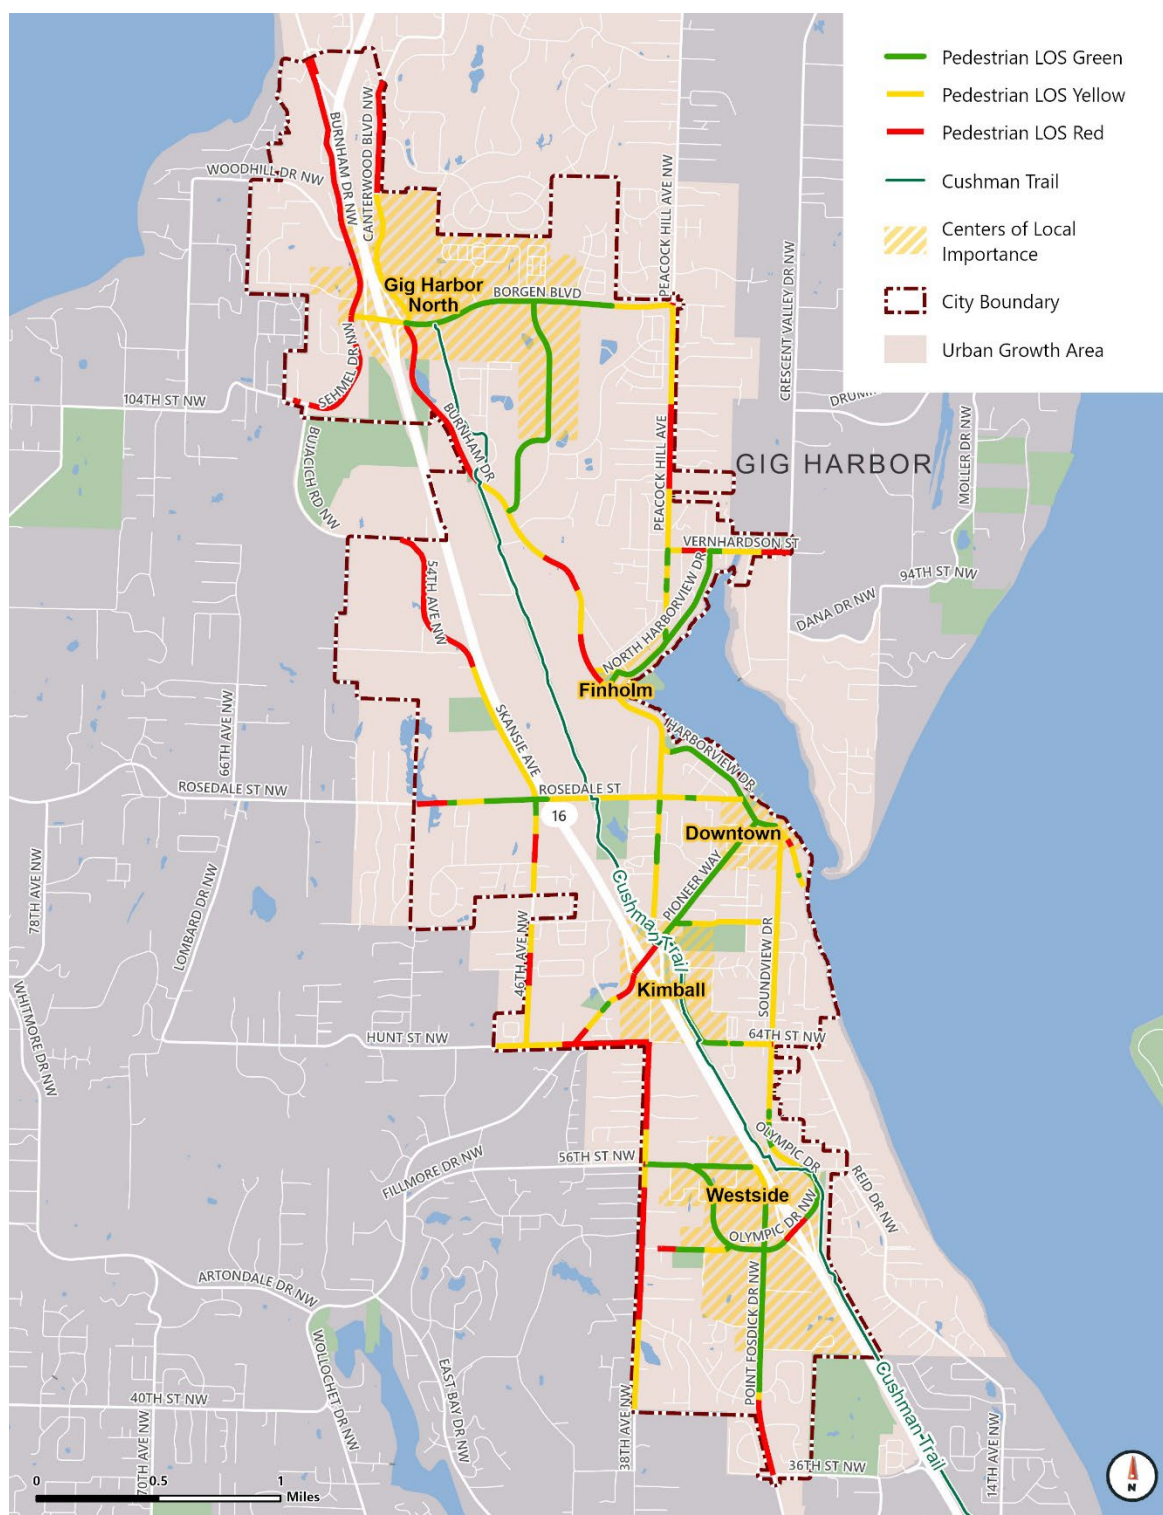 Pedestrian LOS Green
Pedestrian LOS Yellow
Pedestrian LOS Red
Cushman Trail
Centers of Local
Importance
City Boundary
Urban Growth Area
BURNHAM DR NW
CANTERWOOD BLVD NW
WOODHILL DR NW
PEACOCK HILL AVE NW
CRESCENT VALLEY DR NW
Gig Harbor
North
BORGEN BLVD
SEHMEL DR NW
104TH ST NW
BURNHAM DR
BUJACICH RD NW
PEACOCK HILL AVE
GIG HARBOR
MOLLER DR NW
VERNHARDSON ST
94TH ST NW
DANA DR NW
54TH AVE NW
NORTH HARBORVIEW DR
Finholm
66TH AVE NW
SKANSIE AVE
HARBORVIEW DR
ROSEDALE ST NW
ROSEDALE ST
16
Downtown
78TH AVE NW
LOMBARD DR NW
PIONEER WAY
Cushman Trail
46TH AVE NW
SOUNDVIEW DR
Kimball
WHITMORE DR NW
HUNT ST NW
64TH ST NW
OLYMPIC DR
56TH ST NW
FILLMORE DR NW
REID DR NW
Westside
OLYMPIC DR NW
ARTONDALE DR NW
POINT FOSDICK DR NW
WOLLOCHET DR NW
EAST BAY DR NW
40TH ST NW
38TH AVE NW
70TH AVE NW
Cushman Trail
36TH ST NW
14TH AVE NW
0 0.5 1
Miles
N